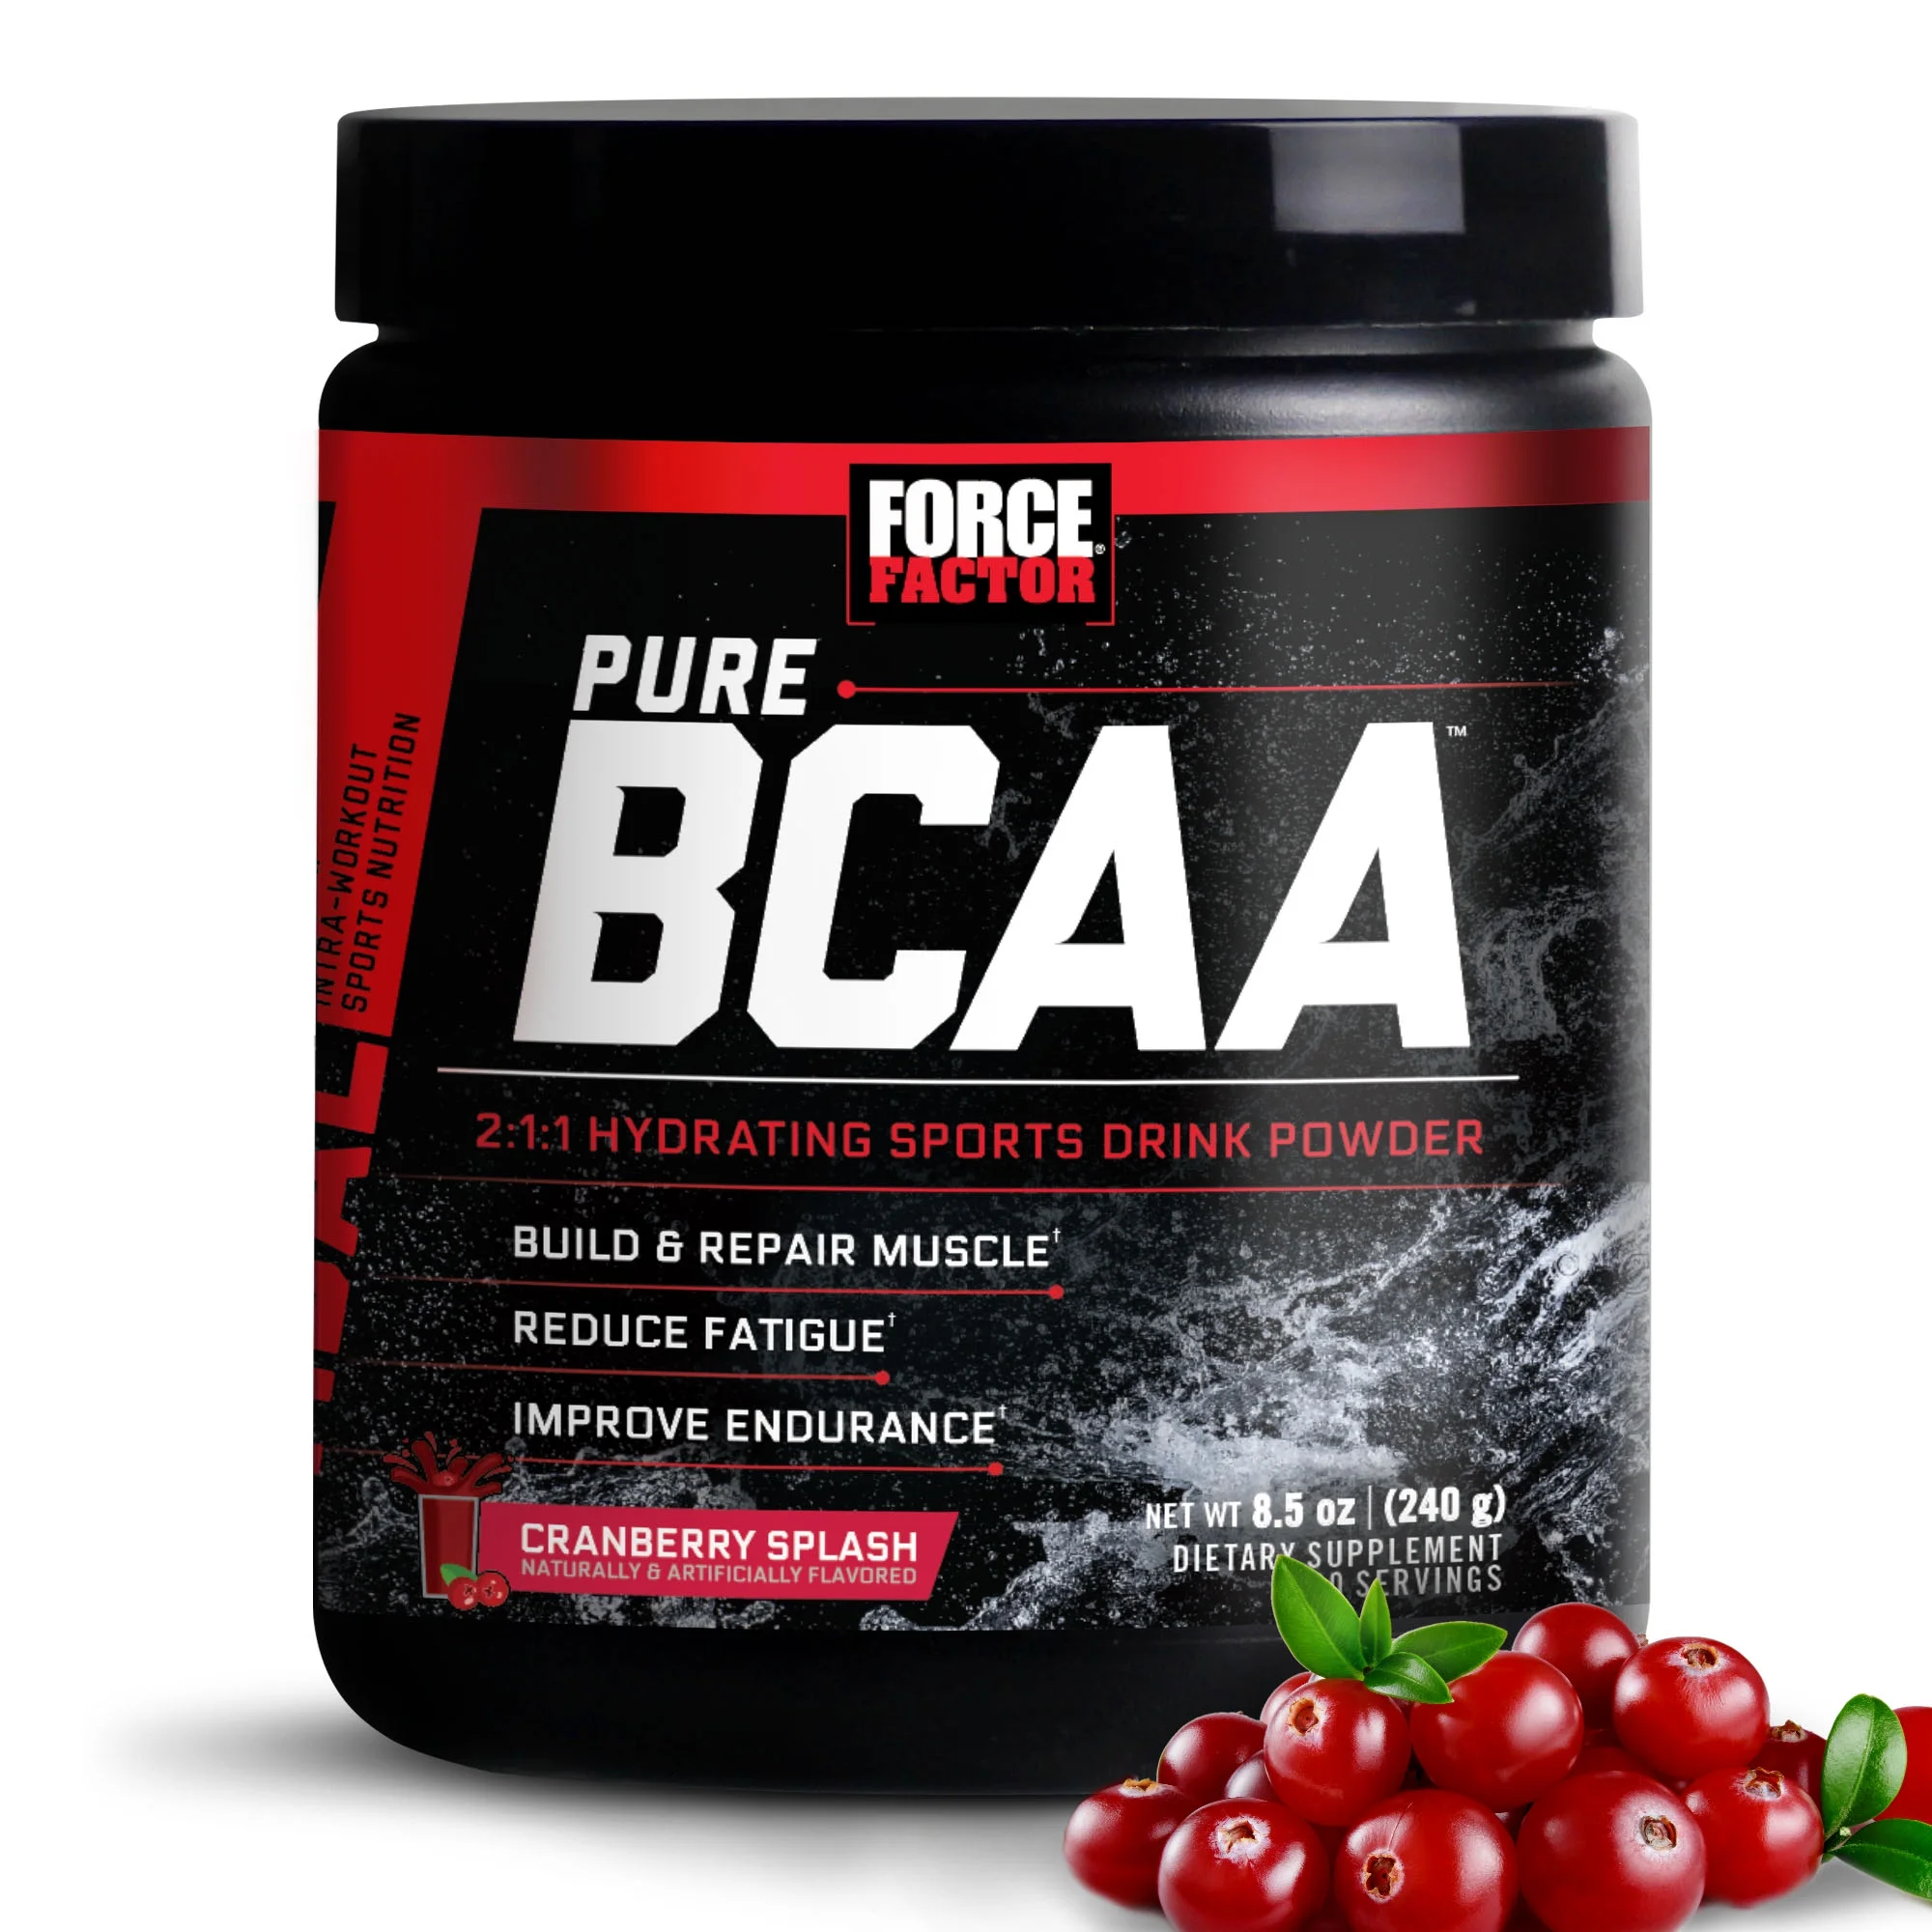 FORCE
FACTOR
PURE
BCAA™
2:1:1 HYDRATING SPORTS DRINK POWDER
BUILD & REPAIR MUSCLE†
REDUCE FATIGUE†
IMPROVE ENDURANCE†
CRANBERRY SPLASH
NATURALLY & ARTIFICIALLY FLAVORED
NET WT 8.5 oz | (240 g)
DIETARY SUPPLEMENT
SERVINGS
INTRA-WORKOUT
SPORTS NUTRITION